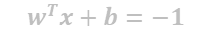 $w^T x + b = -1$